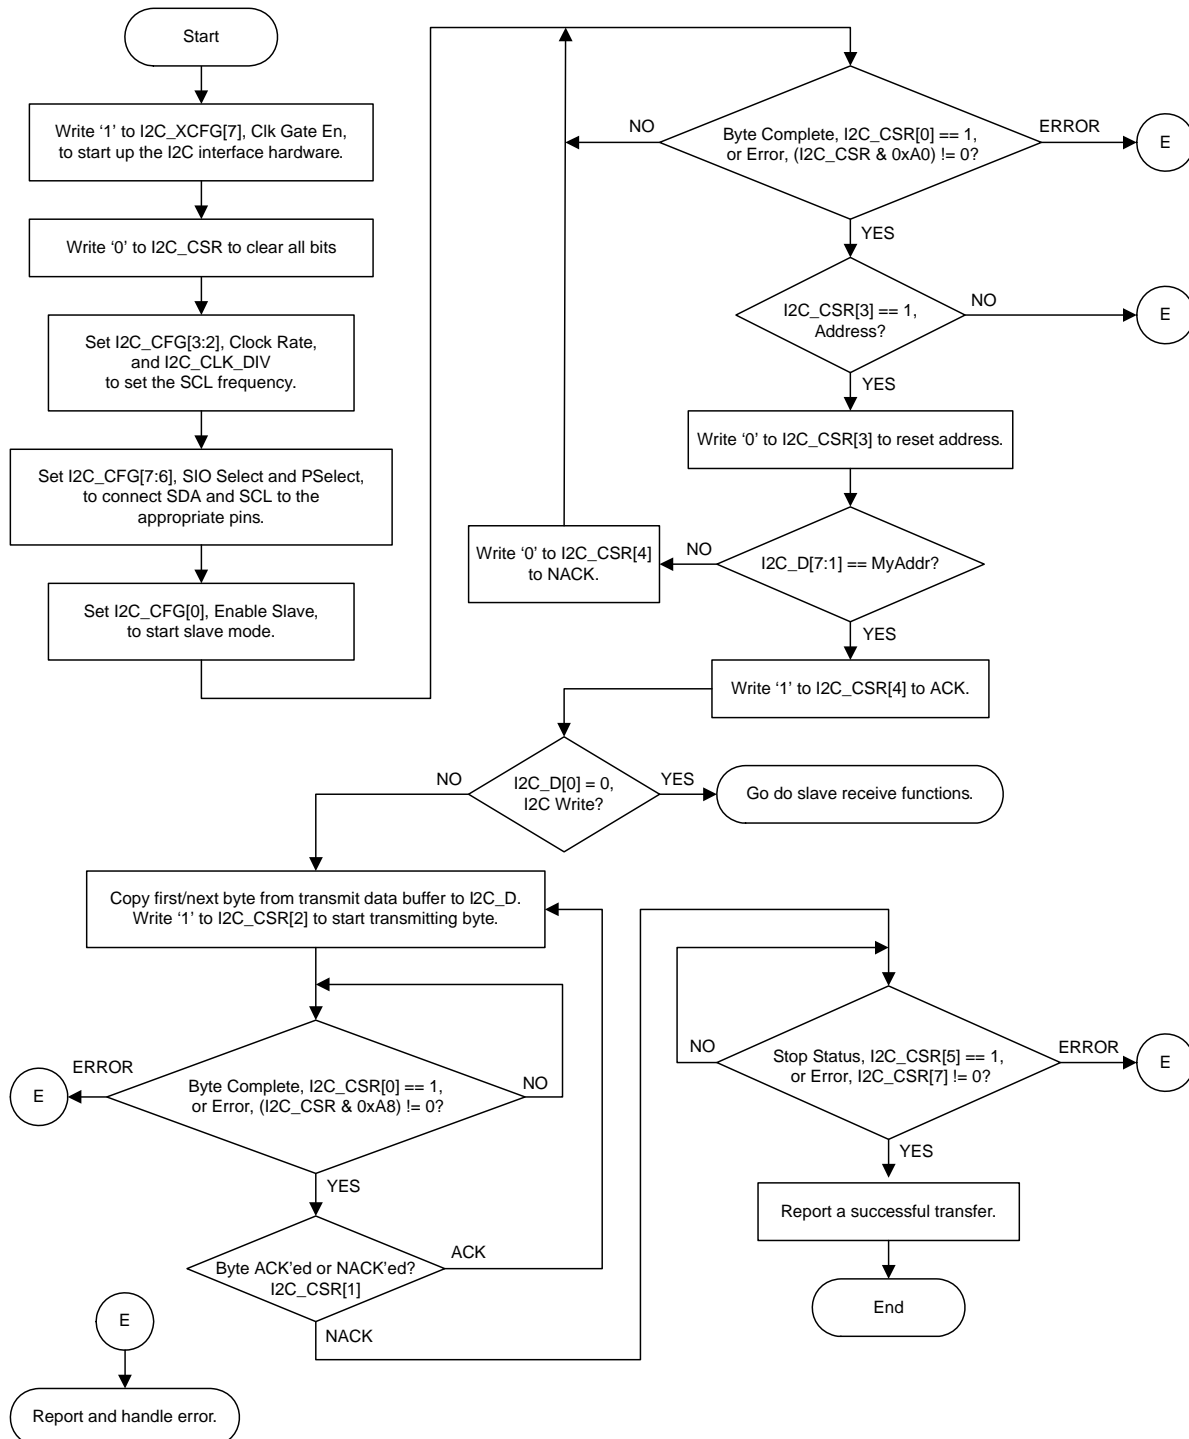 Start
Write ‘1’ to I2C_XCFG[7], Clk Gate En,
to start up the I2C interface hardware.
Write ‘0’ to I2C_CSR to clear all bits
Set I2C_CFG[3:2], Clock Rate,
and I2C_CLK_DIV
to set the SCL frequency.
Set I2C_CFG[7:6], SIO Select and PSelect,
to connect SDA and SCL to the
appropriate pins.
Set I2C_CFG[0], Enable Slave,
to start slave mode.
NO
Byte Complete, I2C_CSR[0] == 1,
or Error, (I2C_CSR & 0xA0) != 0?
ERROR
E
YES
I2C_CSR[3] == 1,
Address?
NO
E
YES
Write ‘0’ to I2C_CSR[3] to reset address.
I2C_D[7:1] == MyAddr?
NO
Write ‘0’ to I2C_CSR[4]
to NACK.
YES
Write ‘1’ to I2C_CSR[4] to ACK.
I2C_D[0] = 0,
I2C Write?
YES
Go do slave receive functions.
NO
Copy first/next byte from transmit data buffer to I2C_D.
Write ‘1’ to I2C_CSR[2] to start transmitting byte.
ERROR
E
Byte Complete, I2C_CSR[0] == 1,
or Error, (I2C_CSR & 0xA8) != 0?
NO
YES
Byte ACK’ed or NACK’ed?
I2C_CSR[1]
ACK
NACK
NO
Stop Status, I2C_CSR[5] == 1,
or Error, I2C_CSR[7] != 0?
ERROR
E
YES
Report a successful transfer.
End
E
Report and handle error.